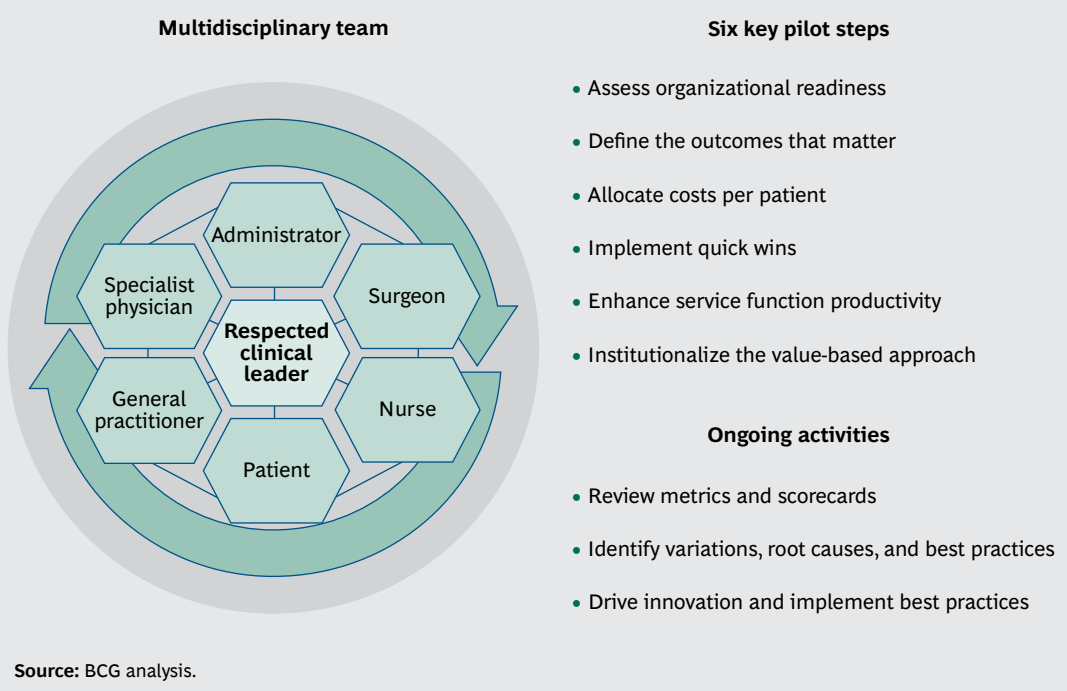 Multidisciplinary team
Administrator
Specialist
physician
Surgeon
Respected
clinical
leader
General
practitioner
Nurse
Patient
Six key pilot steps
• Assess organizational readiness
• Define the outcomes that matter
• Allocate costs per patient
• Implement quick wins
• Enhance service function productivity
• Institutionalize the value-based approach
Ongoing activities
• Review metrics and scorecards
• Identify variations, root causes, and best practices
• Drive innovation and implement best practices
Source: BCG analysis.